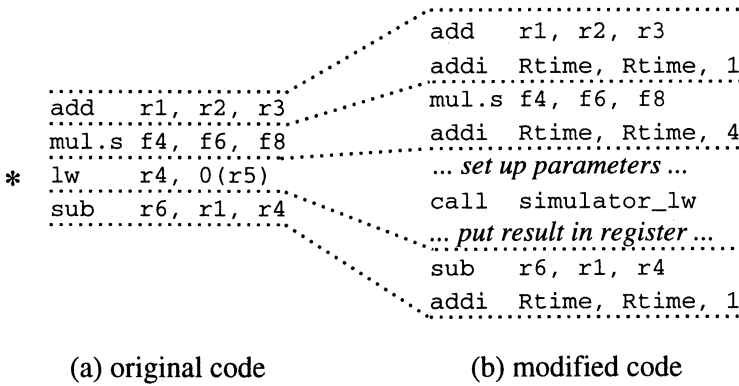 add r1, r2, r3
mul.s f4, f6, f8
* lw r4, 0(r5)
sub r6, r1, r4
(a) original code
add r1, r2, r3
addi Rtime, Rtime, 1
mul.s f4, f6, f8
addi Rtime, Rtime, 4
... set up parameters ...
call simulator_lw
... put result in register ...
sub r6, r1, r4
addi Rtime, Rtime, 1
(b) modified code